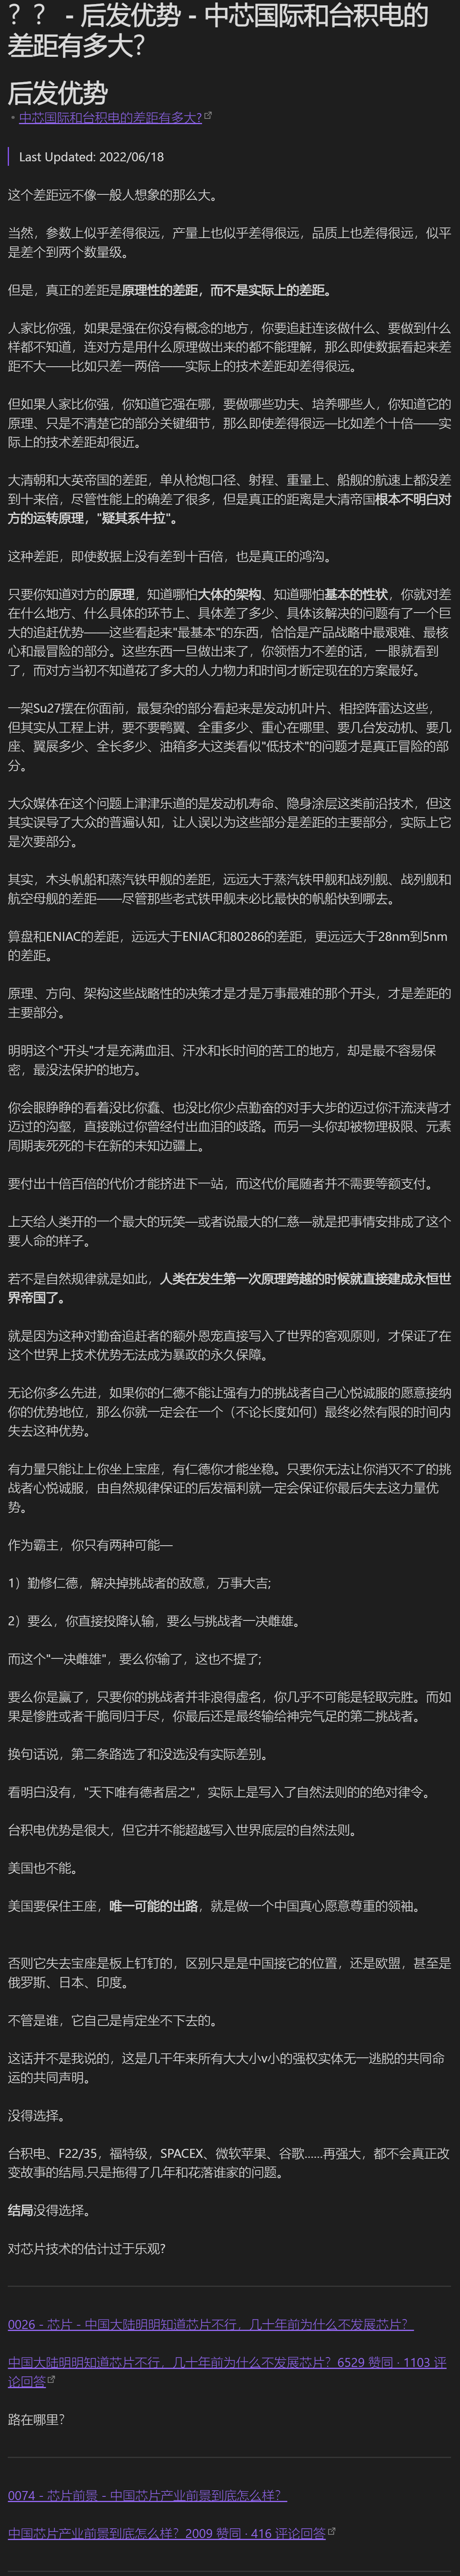 ？？ - 后发优势 - 中芯国际和台积电的
差距有多大？
后发优势
• 中芯国际和台积电的差距有多大?
Last Updated: 2022/06/18
这个差距远不像一般人想象的那么大。
当然，参数上似乎差得很远，产量上也似乎差得很远，品质上也差得很远，似乎
是差个到两个数量级。
但是，真正的差距是原理性的差距，而不是实际上的差距。
人家比你强，如果是强在你没有概念的地方，你要追赶连该做什么、要做到什么
样都不知道，连对方是用什么原理做出来的都不能理解，那么即使数据看起来差
距不大——比如只差一两倍——实际上的技术差距却差得很远。
但如果人家比你强，你知道它强在哪，要做哪些功夫、培养哪些人，你知道它的
原理、只是不清楚它的部分关键细节，那么即使差得很远—比如差个十倍——实
际上的技术差距却很近。
大清朝和大英帝国的差距，单从枪炮口径、射程、重量上、船舰的航速上都没差
到十来倍，尽管性能上的确差了很多，但是真正的距离是大清帝国根本不明白对
方的运转原理，"疑其系牛拉"。
这种差距，即使数据上没有差到十百倍，也是真正的鸿沟。
只要你知道对方的原理，知道哪怕大体的架构、知道哪怕基本的性状，你就对差
在什么地方、什么具体的环节上、具体差了多少、具体该解决的问题有了一个巨
大的追赶优势——这些看起来"最基本"的东西，恰恰是产品战略中最艰难、最核
心和最冒险的部分。这些东西一旦做出来了，你领悟力不差的话，一眼就看到
了，而对方当初不知道花了多大的人力物力和时间才断定现在的方案最好。
一架Su27摆在你面前，最复杂的部分看起来是发动机叶片、相控阵雷达这些，
但其实从工程上讲，要不要鸭翼、全重多少、重心在哪里、要几台发动机、要几
座、翼展多少、全长多少、油箱多大这类看似"低技术"的问题才是真正冒险的部
分。
大众媒体在这个问题上津津乐道的是发动机寿命、隐身涂层这类前沿技术，但这
其实误导了大众的普遍认知，让人误以为这些部分是差距的主要部分，实际上它
是次要部分。
其实，木头帆船和蒸汽铁甲舰的差距，远远大于蒸汽铁甲舰和战列舰、战列舰和
航空母舰的差距——尽管那些老式铁甲舰未必比最快的帆船快到哪去。
算盘和ENIAC的差距，远远大于ENIAC和80286的差距，更远远大于28nm到5nm
的差距。
原理、方向、架构这些战略性的决策才是才是万事最难的那个开头，才是差距的
主要部分。
明明这个"开头"才是充满血泪、汗水和长时间的苦工的地方，却是最不容易保
密，最没法保护的地方。
你会眼睁睁的看着没比你蠢、也没比你少点勤奋的对手大步的迈过你汗流浃背才
迈过的沟壑，直接跳过你曾经付出血泪的歧路。而另一头你却被物理极限、元素
周期表死死的卡在新的未知边疆上。
要付出十倍百倍的代价才能挤进下一站，而这代价尾随者并不需要等额支付。
上天给人类开的一个最大的玩笑—或者说最大的仁慈—就是把事情安排成了这个
要人命的样子。
若不是自然规律就是如此，人类在发生第一次原理跨越的时候就直接建成永恒世
界帝国了。
就是因为这种对勤奋追赶者的额外恩宠直接写入了世界的客观原则，才保证了在
这个世界上技术优势无法成为暴政的永久保障。
无论你多么先进，如果你的仁德不能让强有力的挑战者自己心悦诚服的愿意接纳
你的优势地位，那么你就一定会在一个（不论长度如何）最终必然有限的时间内
失去这种优势。
有力量只能让上你坐上宝座，有仁德你才能坐稳。只要你无法让你消灭不了的挑
战者心悦诚服，由自然规律保证的后发福利就一定会保证你最后失去这力量优
势。
作为霸主，你只有两种可能—
1）勤修仁德，解决掉挑战者的敌意，万事大吉;
2）要么，你直接投降认输，要么与挑战者一决雌雄。
而这个"一决雌雄"，要么你输了，这也不提了;
要么你是赢了，只要你的挑战者并非浪得虚名，你几乎不可能是轻取完胜。而如
果是惨胜或者干脆同归于尽，你最后还是最终输给神完气足的第二挑战者。
换句话说，第二条路选了和没选没有实际差别。
看明白没有，"天下唯有德者居之"，实际上是写入了自然法则的的绝对律令。
台积电优势是很大，但它并不能超越写入世界底层的自然法则。
美国也不能。
美国要保住王座，唯一可能的出路，就是做一个中国真心愿意尊重的领袖。
否则它失去宝座是板上钉钉的，区别只是是中国接它的位置，还是欧盟，甚至是
俄罗斯、日本、印度。
不管是谁，它自己是肯定坐不下去的。
这话并不是我说的，这是几千年来所有大大小v小的强权实体无一逃脱的共同命
运的共同声明。
没得选择。
台积电、F22/35，福特级，SPACEX、微软苹果、谷歌……再强大，都不会真正改
变故事的结局.只是拖得了几年和花落谁家的问题。
结局没得选择。
对芯片技术的估计过于乐观?
0026 - 芯片 - 中国大陆明明知道芯片不行，几十年前为什么不发展芯片？
中国大陆明明知道芯片不行，几十年前为什么不发展芯片？6529 赞同 · 1103 评
论回答
路在哪里？
0074 - 芯片前景 - 中国芯片产业前景到底怎么样？
中国芯片产业前景到底怎么样？2009 赞同 · 416 评论回答